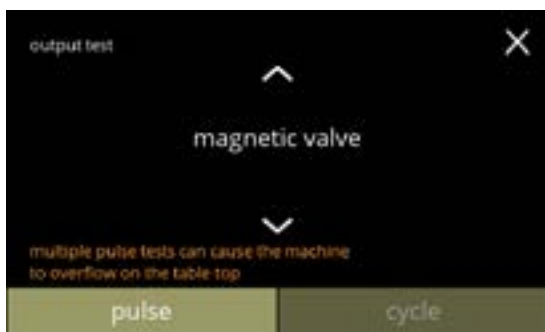 output test
magnetic valve
multiple pulse tests can cause the machine
to overflow on the table top
pulse
cycle